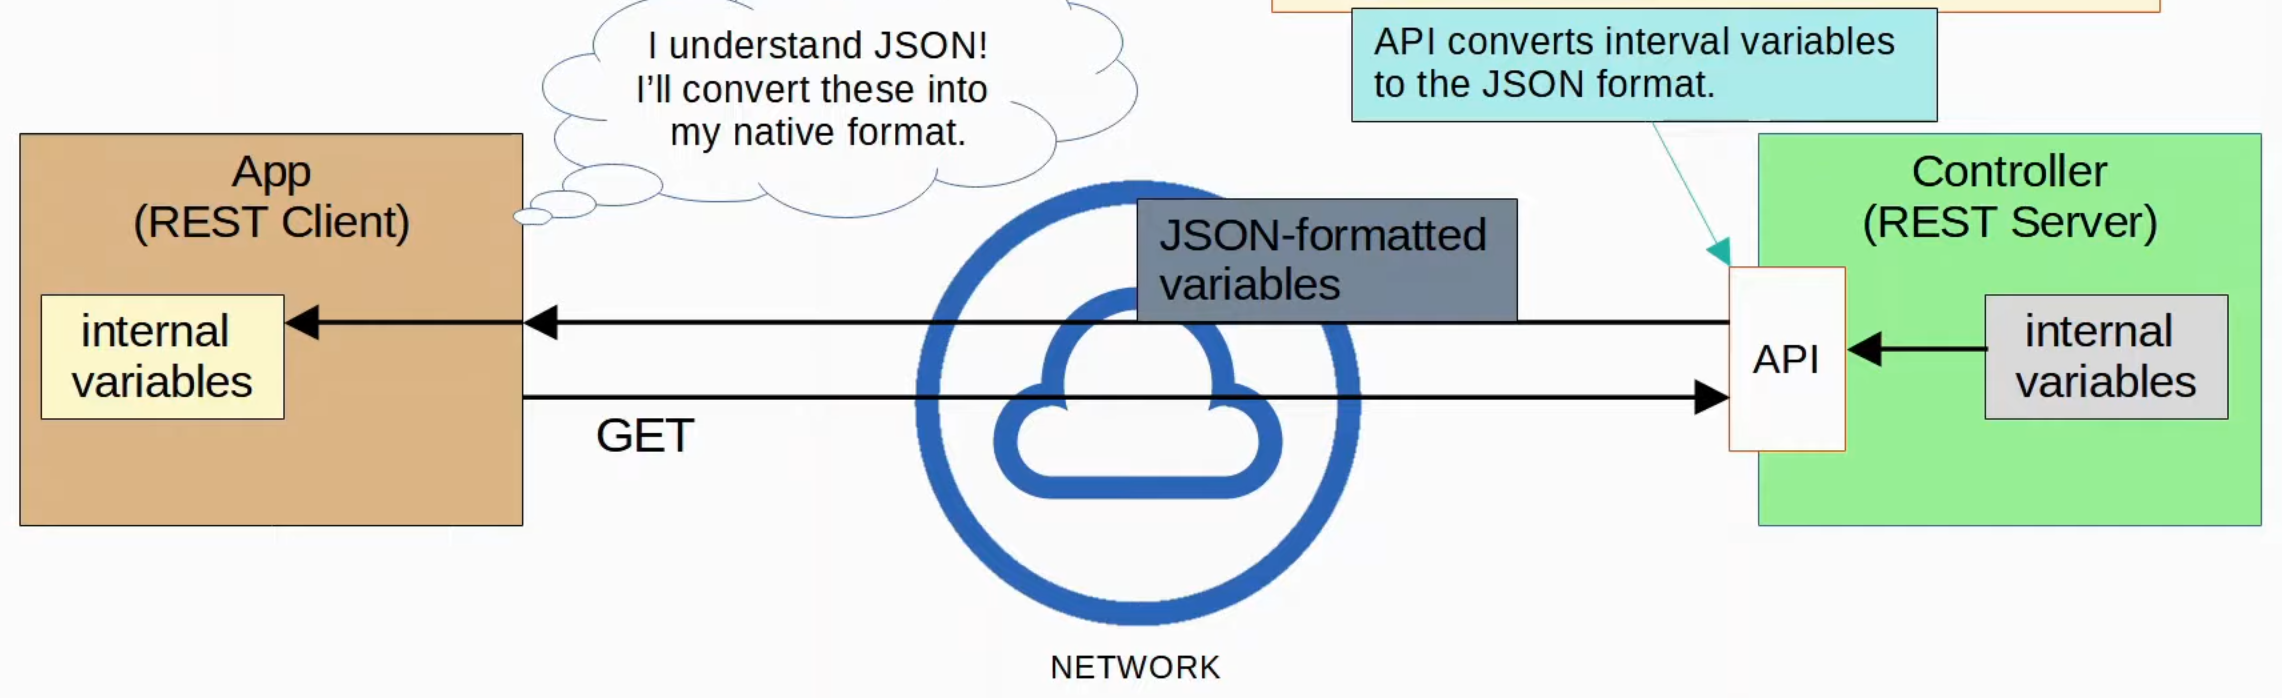 I understand JSON!
I'll convert these into
my native format.
API converts interval variables
to the JSON format.
App
(REST Client)
internal
variables
JSON-formatted
variables
GET
API
Controller
(REST Server)
internal
variables
NETWORK